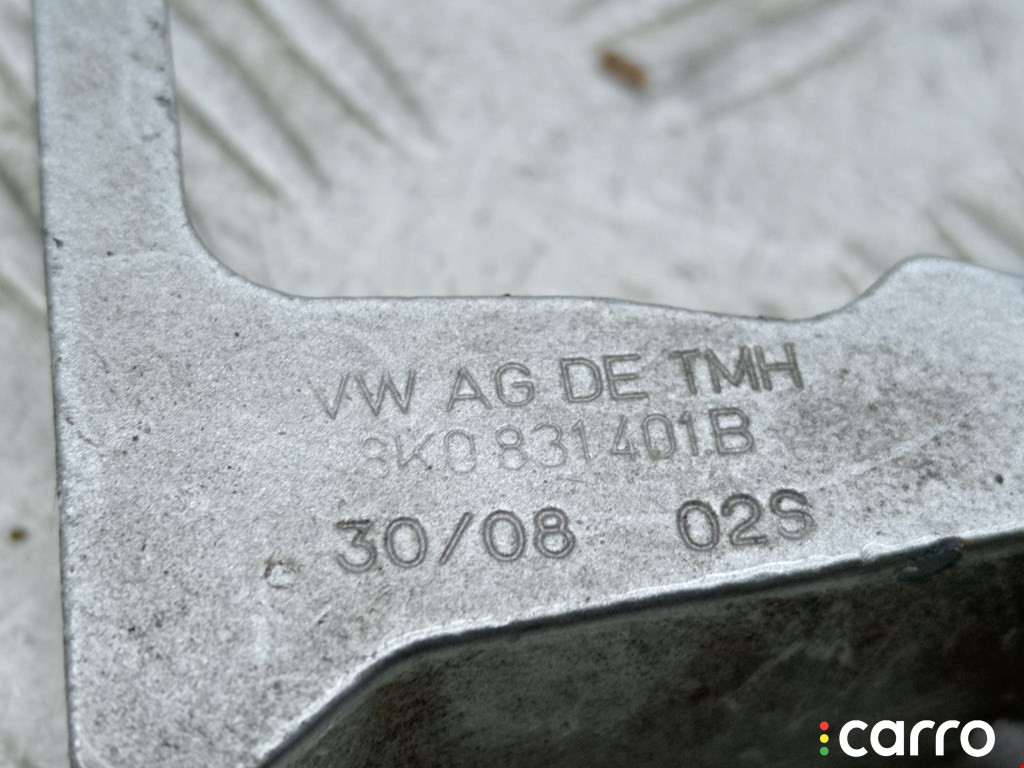 VW AG DE TMH
8K0 831 401 B
30/08 02S
carro